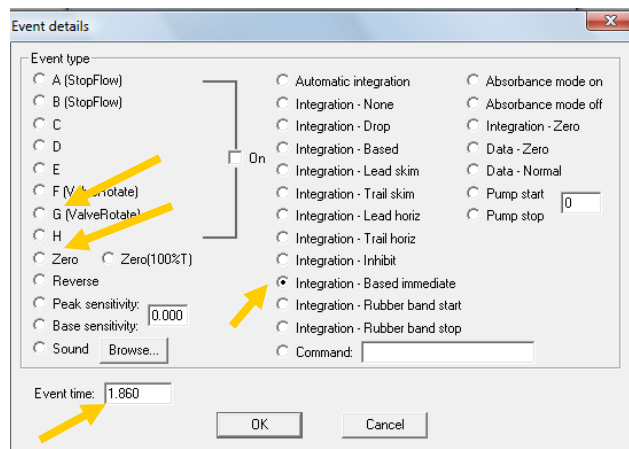 Event details
Event type
A (StopFlow)
B (StopFlow)
C
D
E
F (ValveRotate)
G (ValveRotate)
H
On
Zero Zero(100%T)
Reverse
Peak sensitivity:
Base sensitivity:
0.000
Sound Browse...
Automatic integration
Integration - None
Integration - Drop
Integration - Based
Integration - Lead skim
Integration - Trail skim
Integration - Lead horiz
Integration - Trail horiz
Integration - Inhibit
Integration - Based immediate
Integration - Rubber band start
Integration - Rubber band stop
Command:
Absorbance mode on
Absorbance mode off
Integration - Zero
Data - Zero
Data - Normal
Pump start
Pump stop
0
Event time: 1.860
OK Cancel